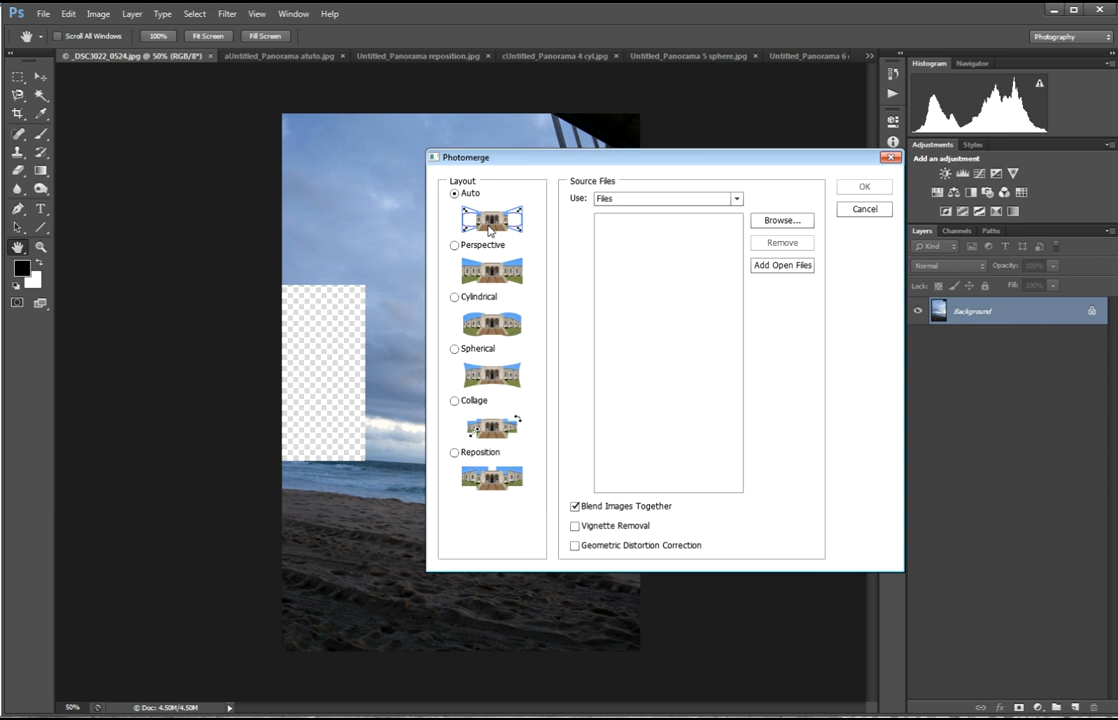 Ps File Edit Image Layer Type Select Filter View Window Help
Scroll All Windows 100% Fit Screen Fill Screen Photography
© _DSC3022_0524.jpg @ 50% (RGB/8*) × aUntitled_Panorama afuto.jpg × Untitled_Panorama reposition.jpg × cUntitled_Panorama 4 cyl.jpg × Untitled_Panorama 5 sphere.jpg × Untitled_Panorama 6
Histogram Navigator
Adjustments Styles
Add an adjustment
Layers Channels Paths
Kind
Normal Opacity: 100%
Lock: Fill: 100%
Background
Photomerge
Layout
Auto
Perspective
Cylindrical
Spherical
Collage
Reposition
Source Files
Use: Files
Browse...
Remove
Add Open Files
OK
Cancel
Blend Images Together
Vignette Removal
Geometric Distortion Correction
50% Doc: 4.50M/4.50M